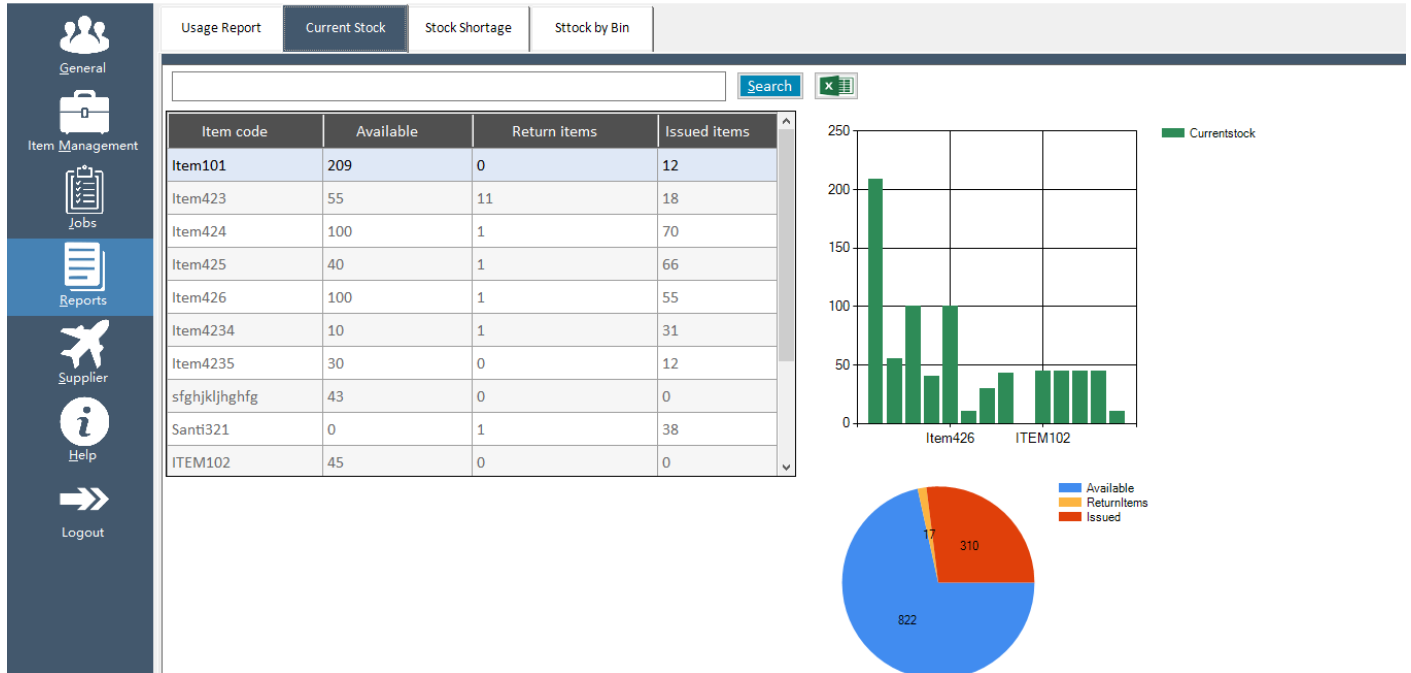 General
Item Management
Jobs
Reports
Supplier
Help
Logout
Usage Report Current Stock Stock Shortage Sttock by Bin
Search
Item code Available Return items Issued items
Item101 209 0 12
Item423 55 11 18
Item424 100 1 70
Item425 40 1 66
Item426 100 1 55
Item4234 10 1 31
Item4235 30 0 12
sfghjkljhghfg 43 0 0
Santi321 0 1 38
ITEM102 45 0 0
250
200
150
100
50
0
Item426 ITEM102
Currentstock
Available
ReturnItems
Issued
17
310
822